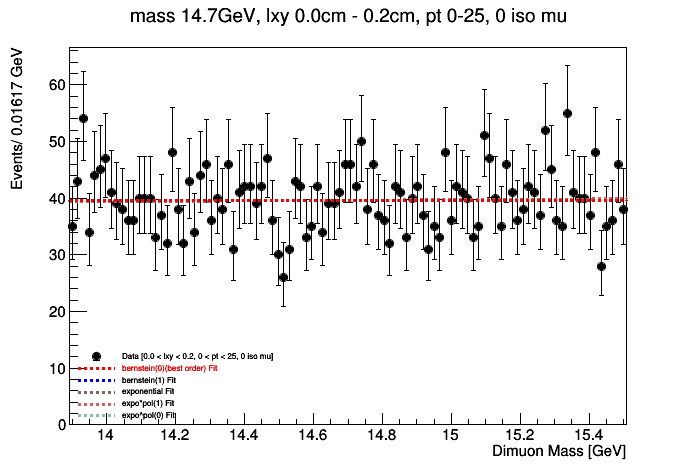 mass 14.7GeV, lxy 0.0cm - 0.2cm, pt 0-25, 0 iso mu
Events/ 0.01617 GeV
60
50
40
30
20
10
0
Data [0.0 < lxy < 0.2, 0 < pt < 25, 0 iso mu]
bernstein(0)(best order) Fit
bernstein(1) Fit
exponential Fit
expo*pol(1) Fit
expo*pol(0) Fit
14 14.2 14.4 14.6 14.8 15 15.2 15.4
Dimuon Mass [GeV]